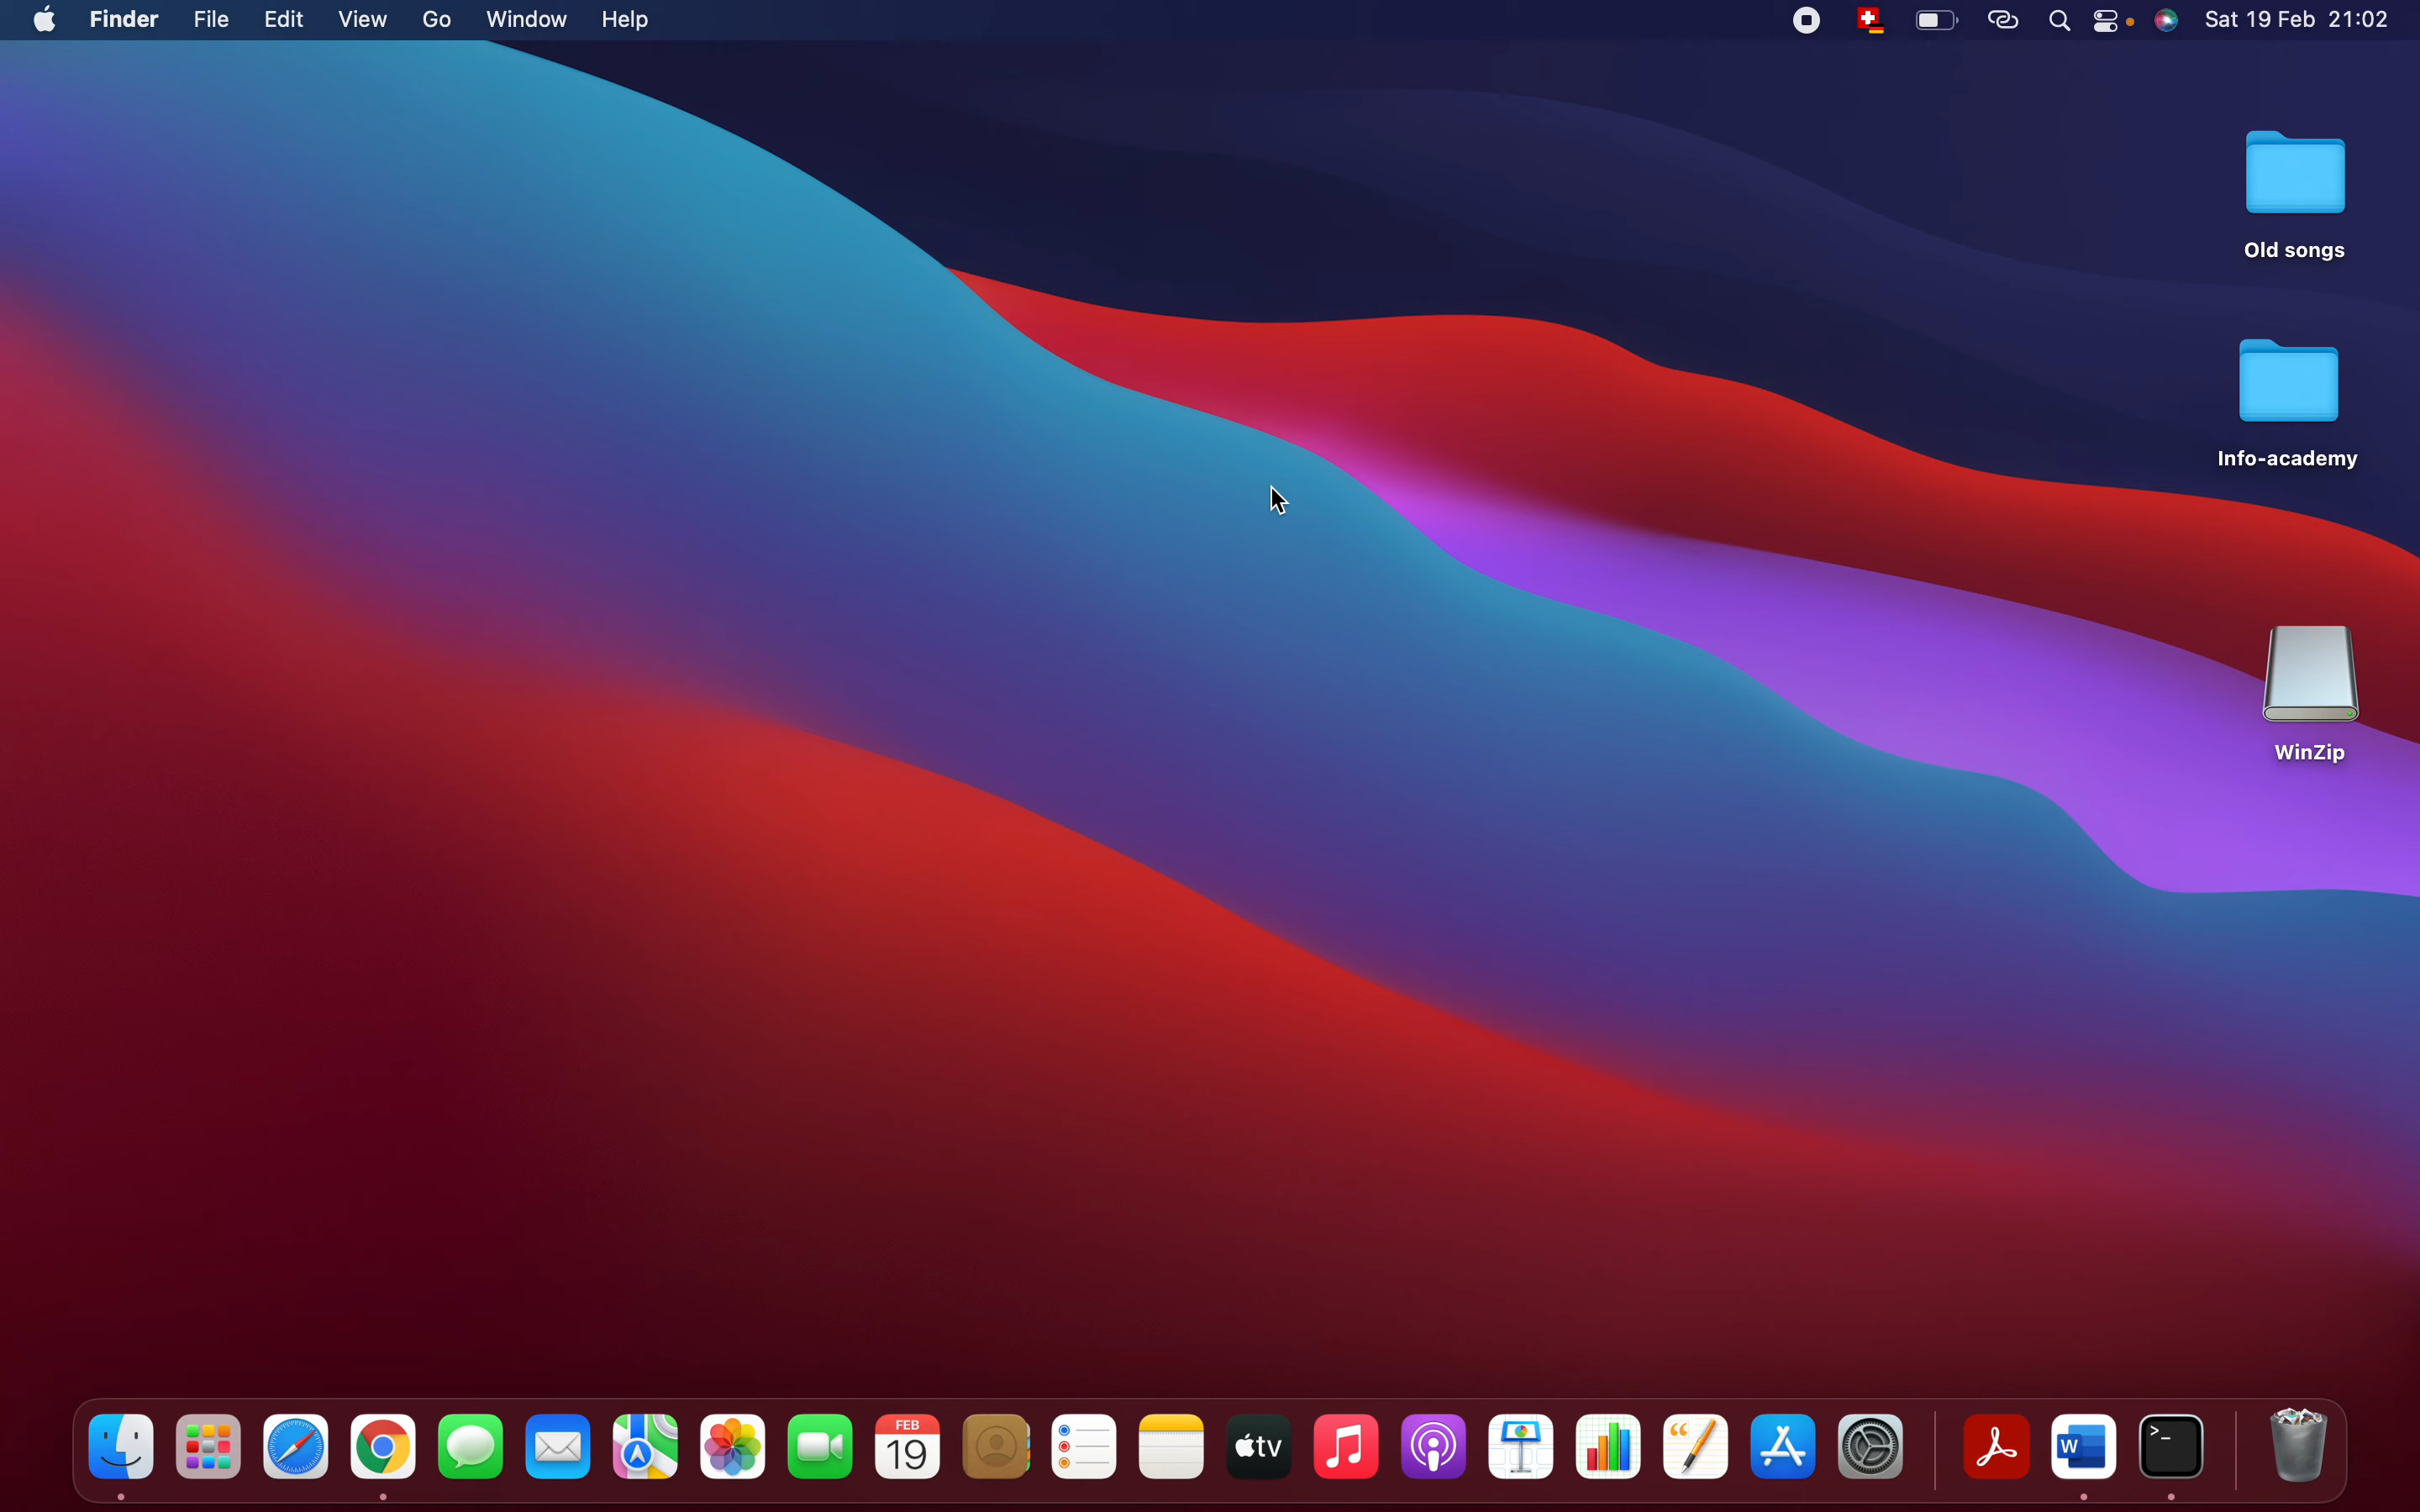 Finder File Edit View Go Window Help Sat 19 Feb 21:02
Old songs
Info-academy
WinZip
FEB
19
tv
W
>_